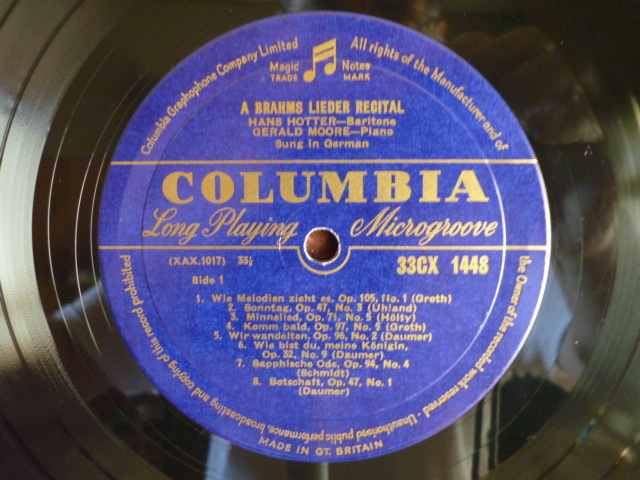 Columbia Graphophone Company Limited
All rights of the Manufacturer and of
the Owner of the recorded work reserved - Unauthorised public performance, broadcasting and copying of this record prohibited
Magic Notes
TRADE MARK
A BRAHMS LIEDER RECITAL
HANS HOTTER—Baritone
GERALD MOORE—Piano
Sung in German
COLUMBIA
Long Playing Microgroove
(XAX.1017) 33⅓
33CX 1448
Side 1
1. Wie Melodien zieht es, Op. 105, No. 1 (Groth)
2. Sonntag, Op. 47, No. 3 (Uhland)
3. Minnelied, Op. 71, No. 5 (Hölty)
4. Komm bald, Op. 97, No. 5 (Groth)
5. Wir wandelten, Op. 96, No. 2 (Daumer)
6. Wie bist du, meine Königin,
Op. 32, No. 9 (Daumer)
7. Sapphische Ode, Op. 94, No. 4
(Schmidt)
8. Botschaft, Op. 47, No. 1
(Daumer)
MADE IN GT. BRITAIN